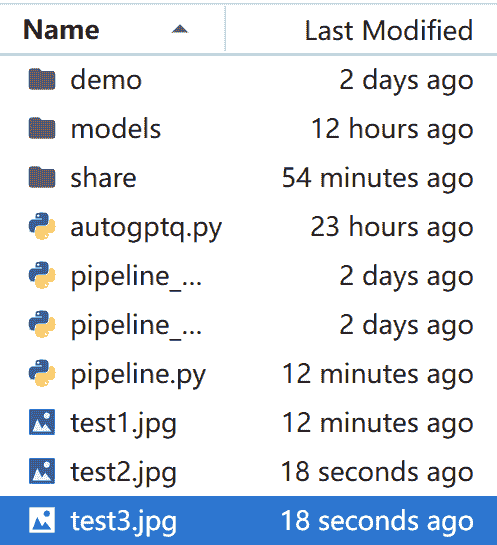 Name Last Modified
demo 2 days ago
models 12 hours ago
share 54 minutes ago
autogptq.py 23 hours ago
pipeline_... 2 days ago
pipeline_... 2 days ago
pipeline.py 12 minutes ago
test1.jpg 12 minutes ago
test2.jpg 18 seconds ago
test3.jpg 18 seconds ago